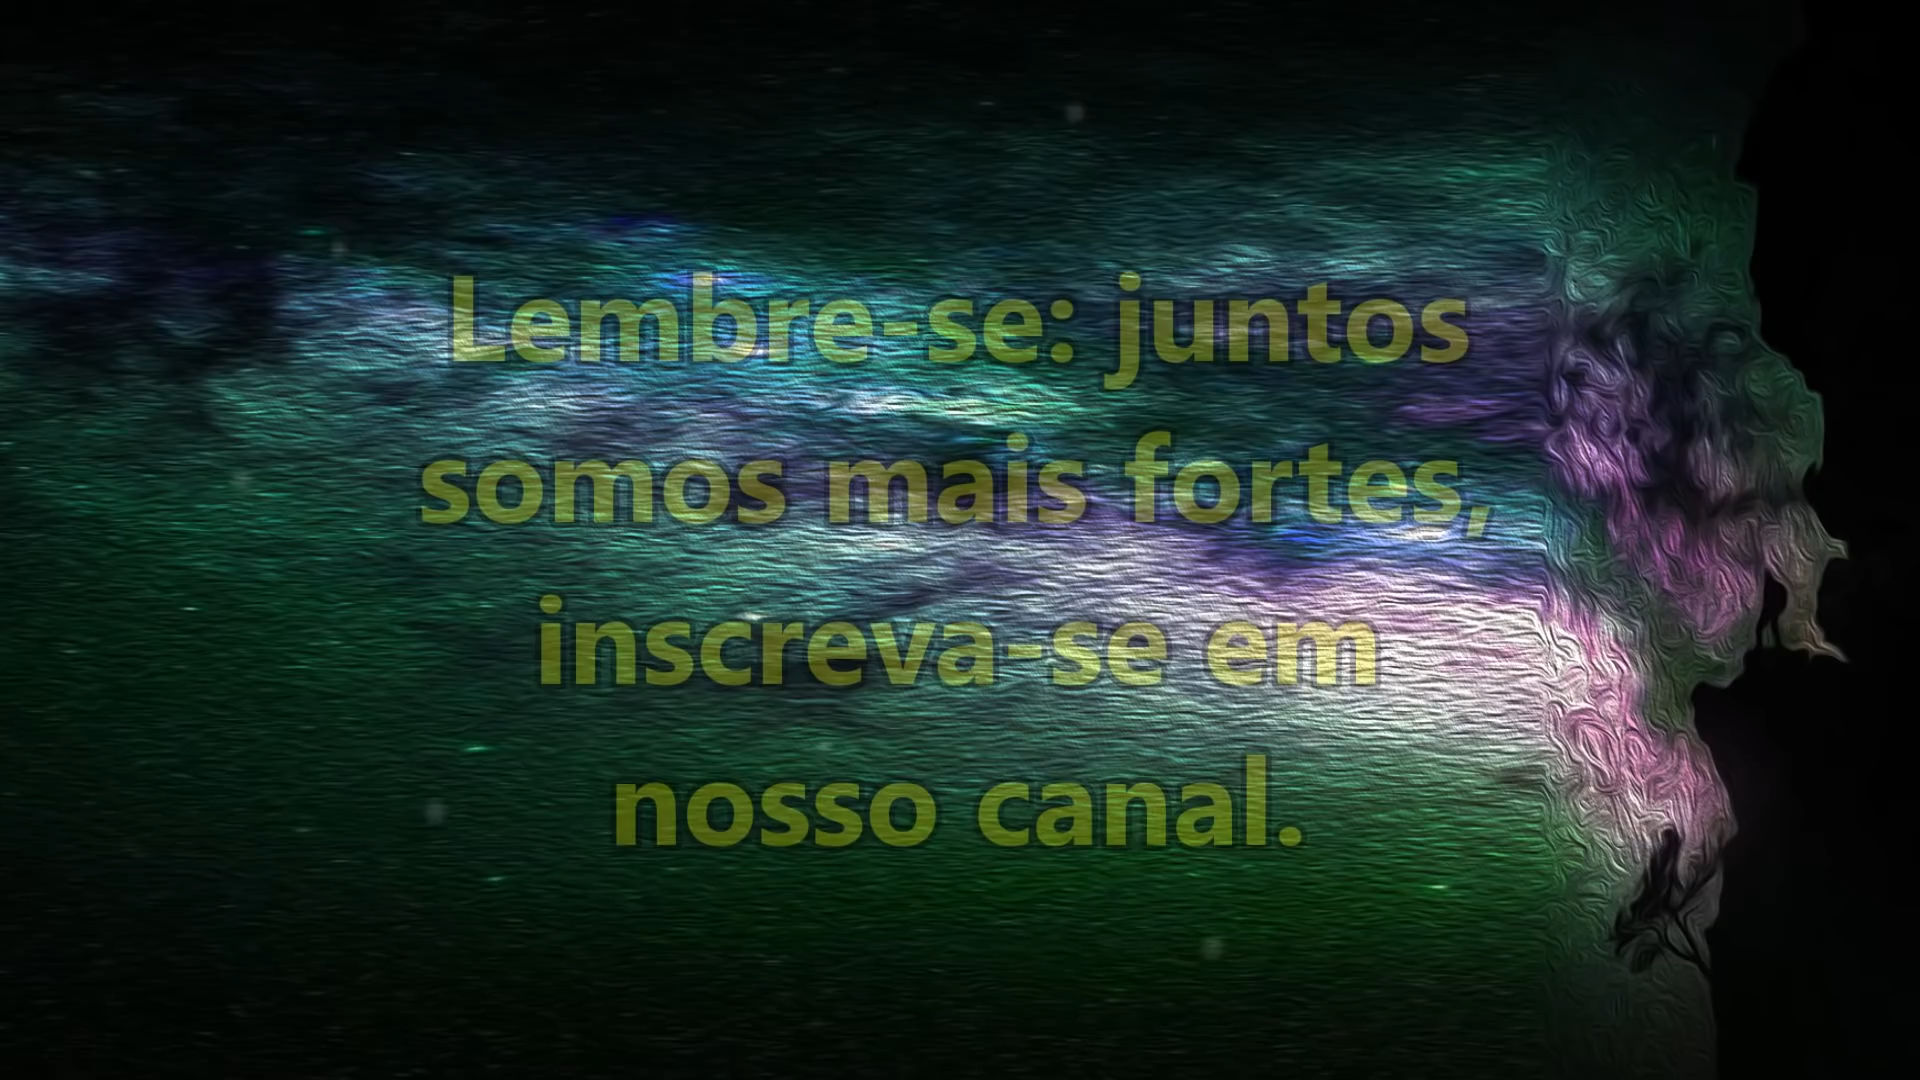 Lembre-se: juntos
somos mais fortes,
inscreva-se em
nosso canal.